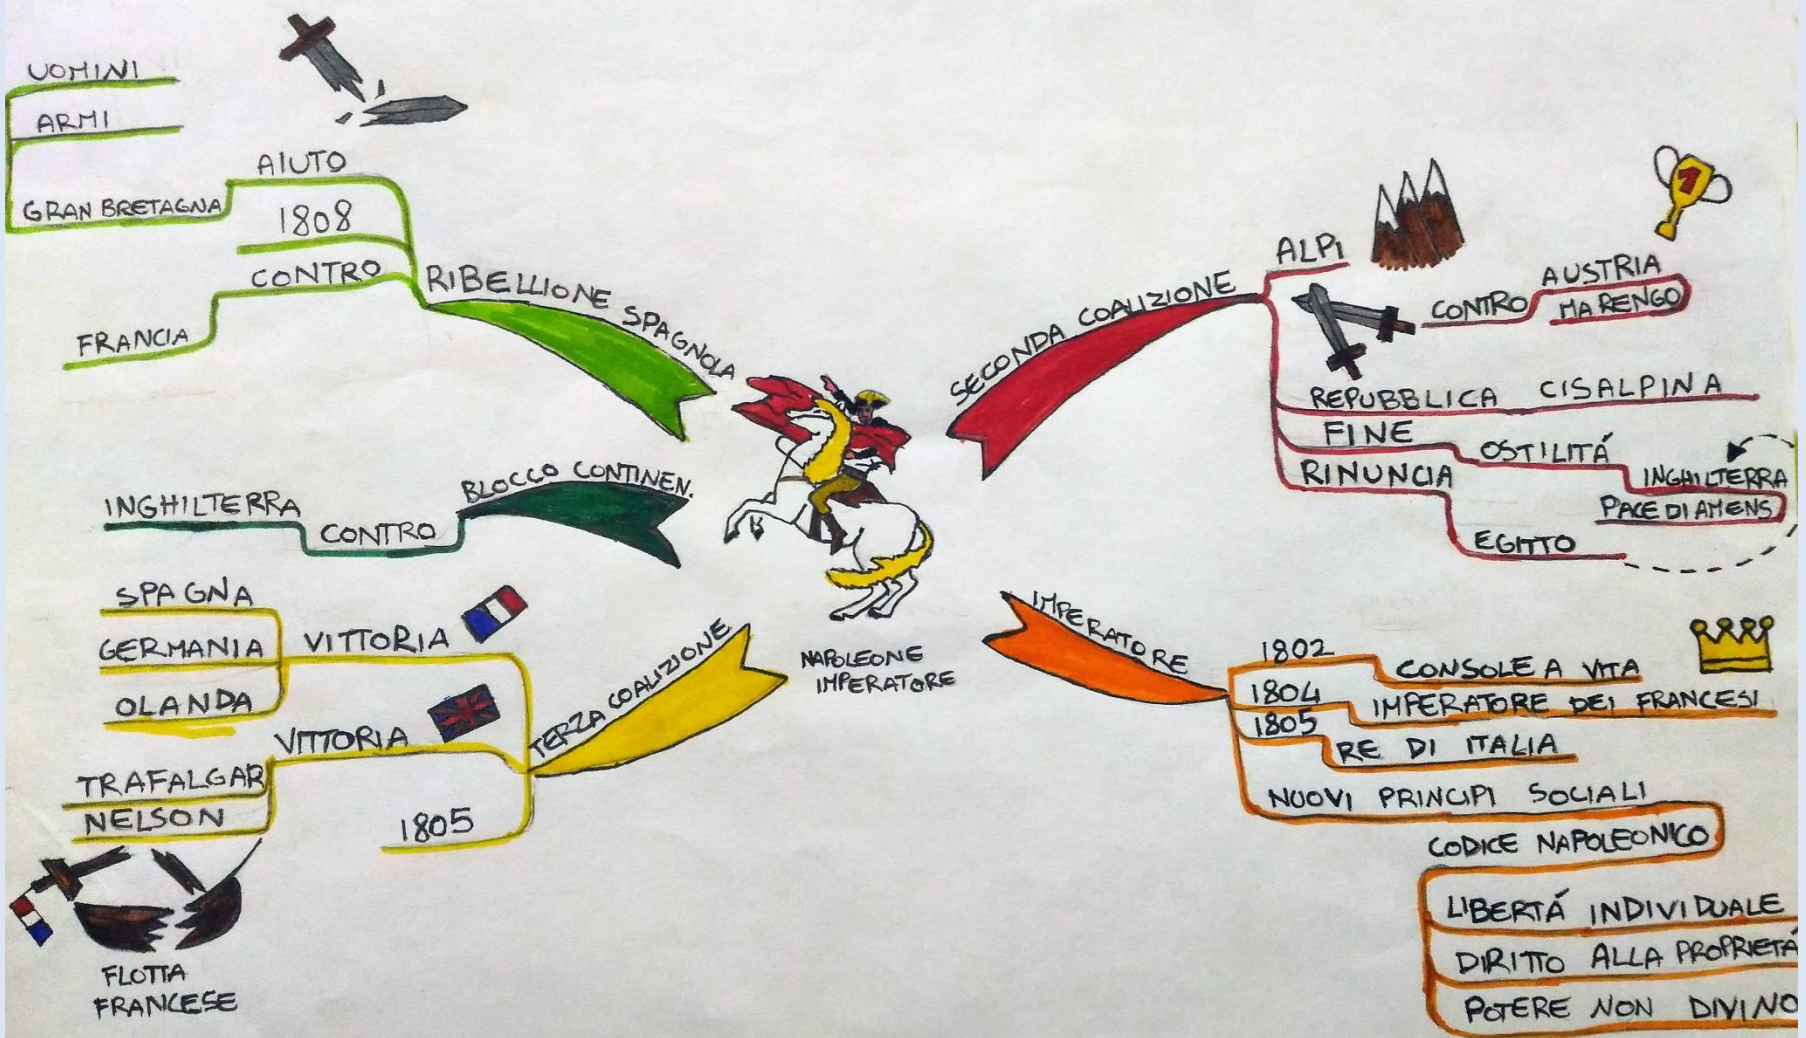 NAPOLEONE
IMPERATORE
SECONDA COALIZIONE
ALPI
CONTRO
AUSTRIA
MARENGO
REPUBBLICA CISALPINA
FINE
OSTILITÁ
INGHILTERRA
PACE DI AMENS
RINUNCIA
EGITTO
IMPERATORE
1802
CONSOLE A VITA
1804
IMPERATORE DEI FRANCESI
1805
RE DI ITALIA
NUOVI PRINCIPI SOCIALI
CODICE NAPOLEONICO
LIBERTÁ INDIVIDUALE
DIRITTO ALLA PROPRIETÁ
POTERE NON DIVINO
TERZA COALIZIONE
VITTORIA
SPAGNA
GERMANIA
OLANDA
VITTORIA
TRAFALGAR
NELSON
1805
FLOTTA
FRANCESE
BLOCCO CONTINEN.
CONTRO
INGHILTERRA
RIBELLIONE SPAGNOLA
AIUTO
GRAN BRETAGNA
UOMINI
ARMI
1808
CONTRO
FRANCIA
1